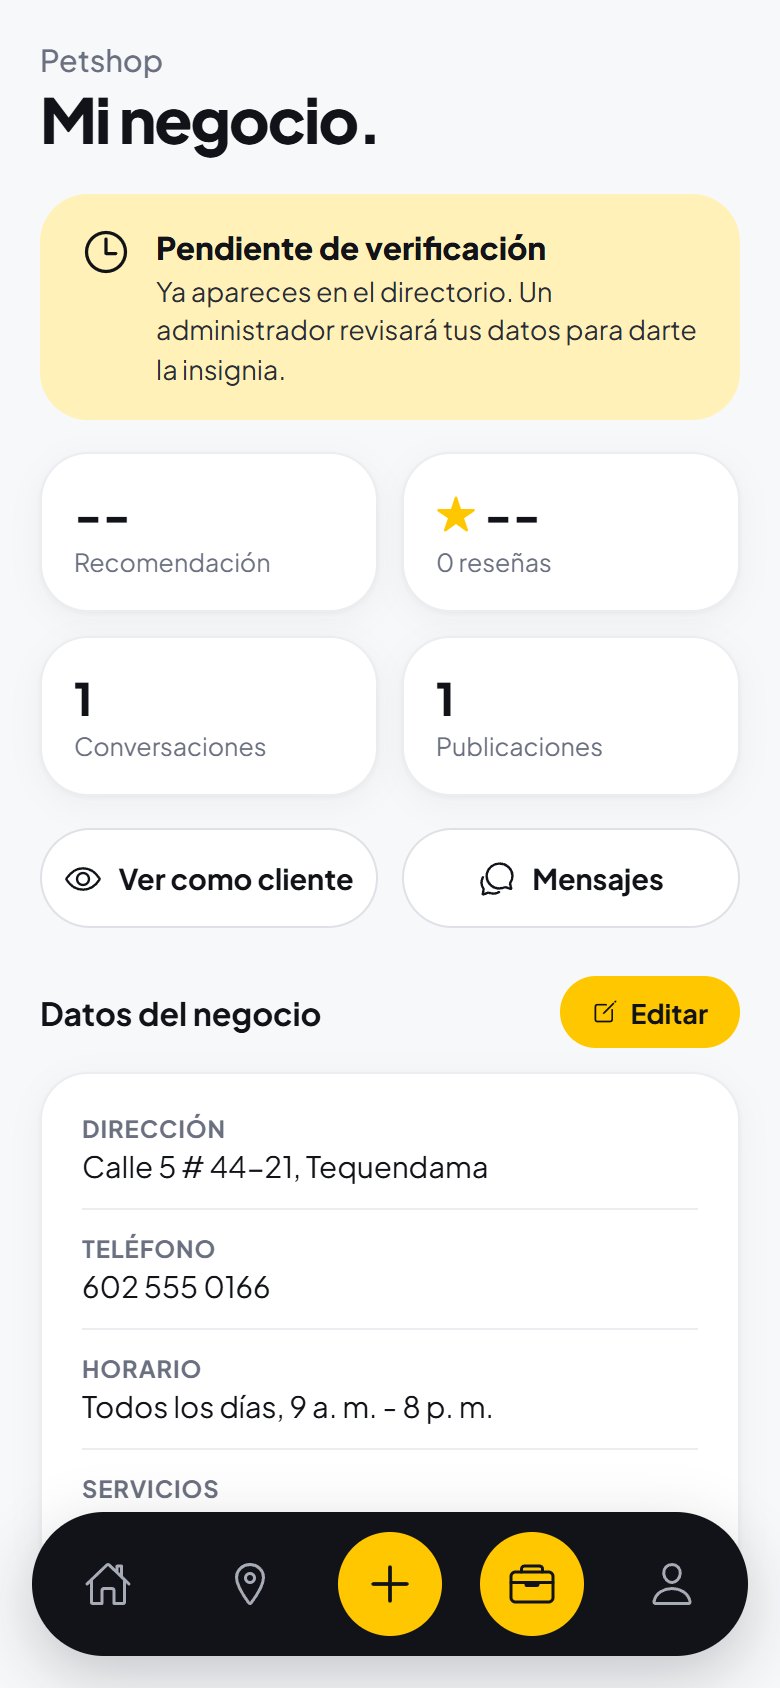 Petshop
Mi negocio.
Pendiente de verificación
Ya apareces en el directorio. Un
administrador revisará tus datos para darte
la insignia.
--
Recomendación
--
0 reseñas
1
Conversaciones
1
Publicaciones
Ver como cliente
Mensajes
Datos del negocio
Editar
DIRECCIÓN
Calle 5 # 44-21, Tequendama
TELÉFONO
602 555 0166
HORARIO
Todos los días, 9 a. m. - 8 p. m.
SERVICIOS